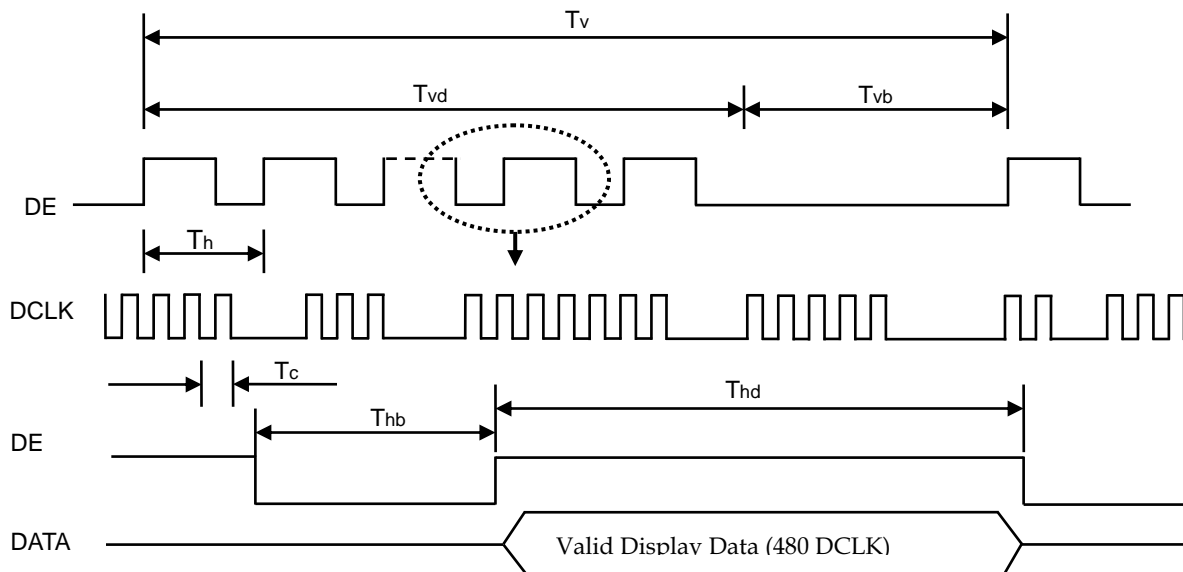 Tv
Tvd
Tvb
DE
Th
DCLK
Tc
Thd
Thb
DE
DATA
Valid Display Data (480 DCLK)